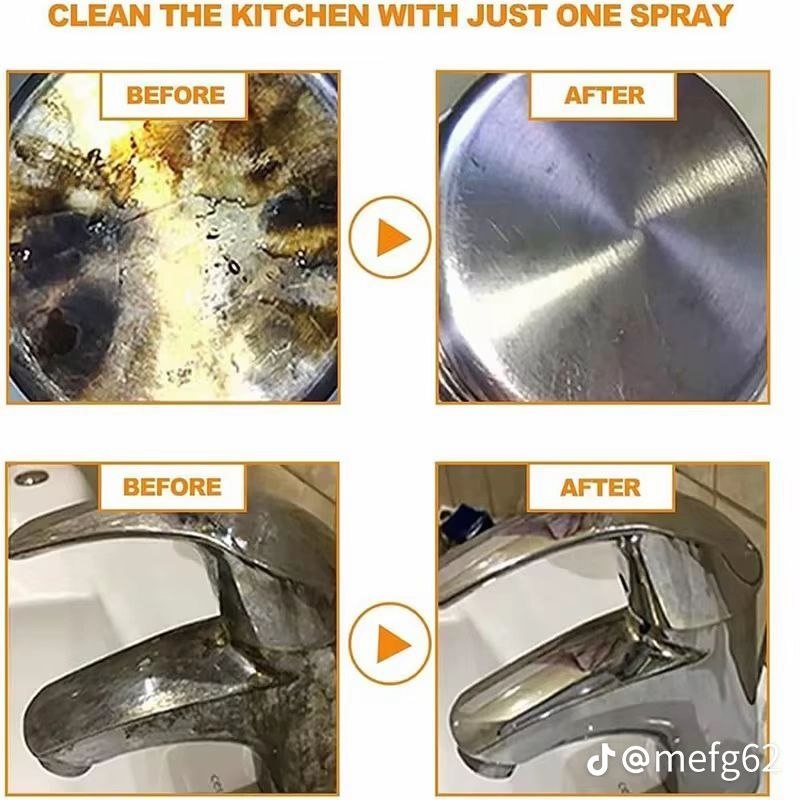 CLEAN THE KITCHEN WITH JUST ONE SPRAY
BEFORE
AFTER
BEFORE
AFTER
@mefg62